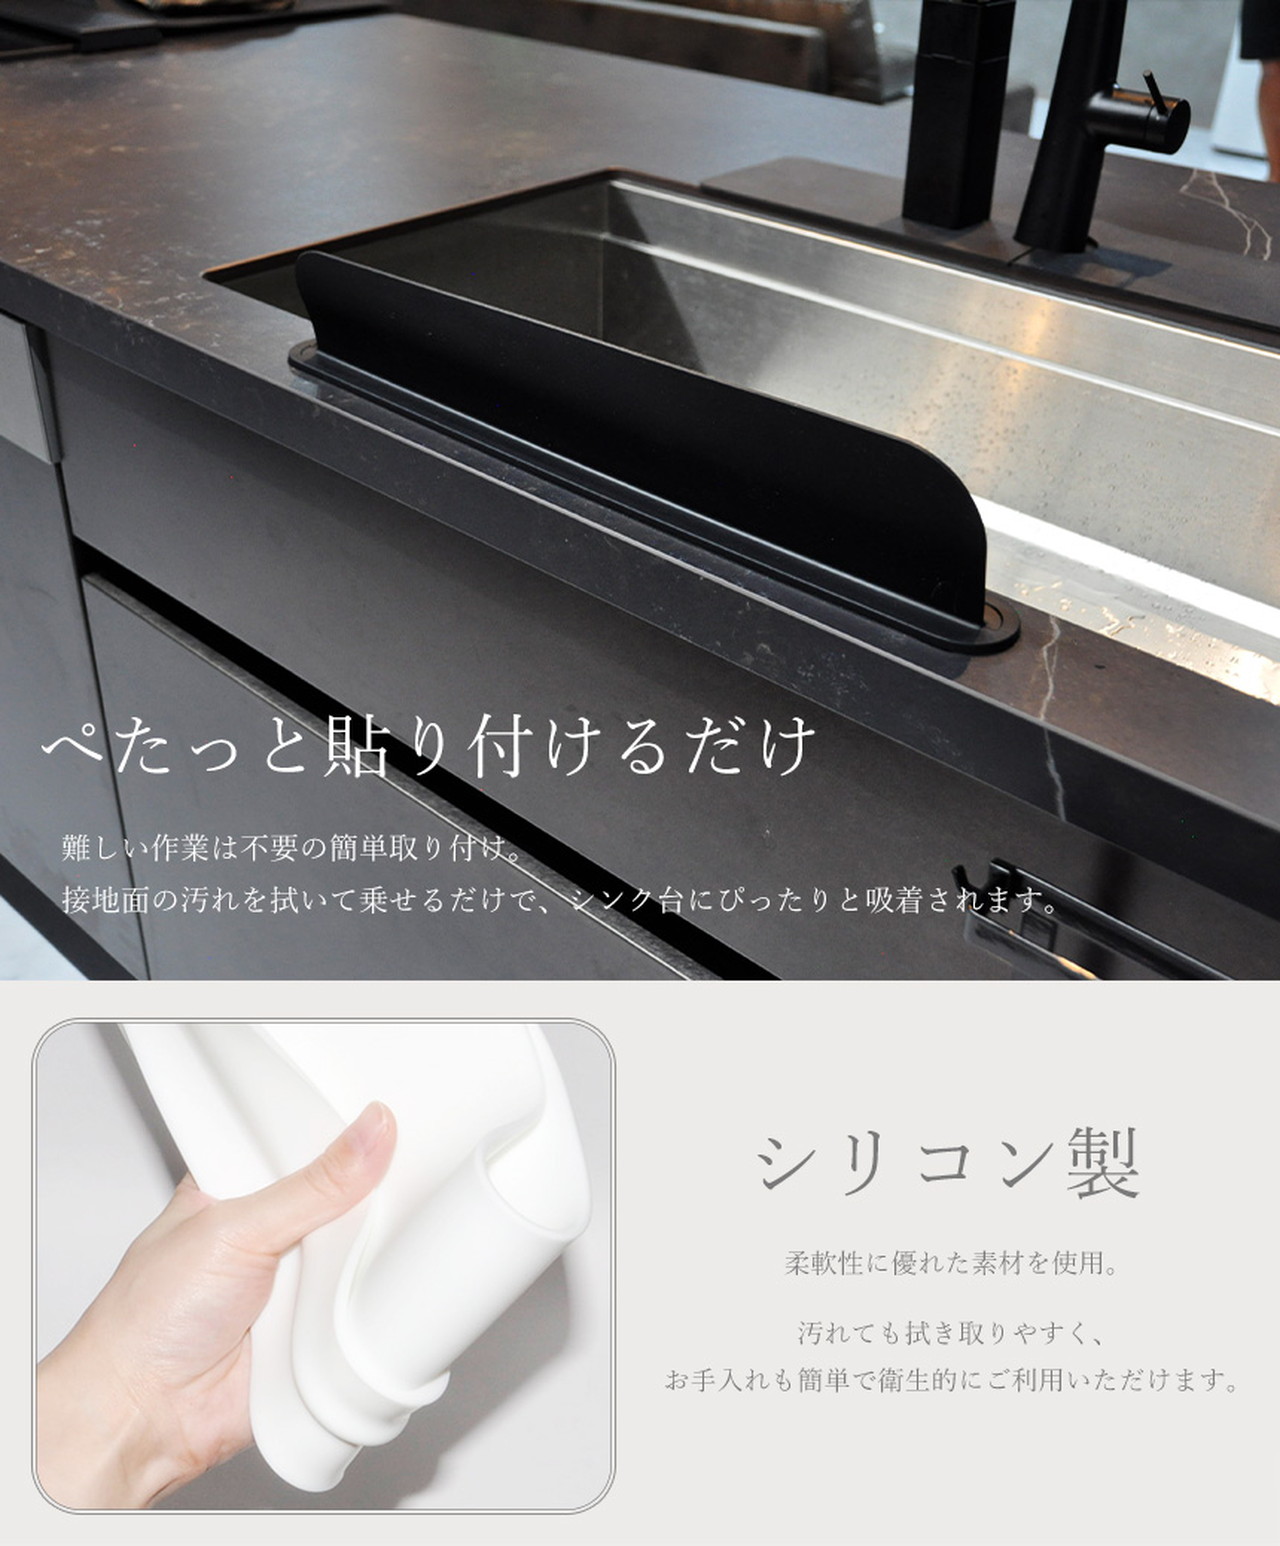 ぺたっと貼り付けるだけ
難しい作業は不要の簡単取り付け。
接地面の汚れを拭いて乗せるだけで、シンク台にぴったりと吸着されます。
シリコン製
柔軟性に優れた素材を使用。
汚れても拭き取りやすく、
お手入れも簡単で衛生的にご利用いただけます。